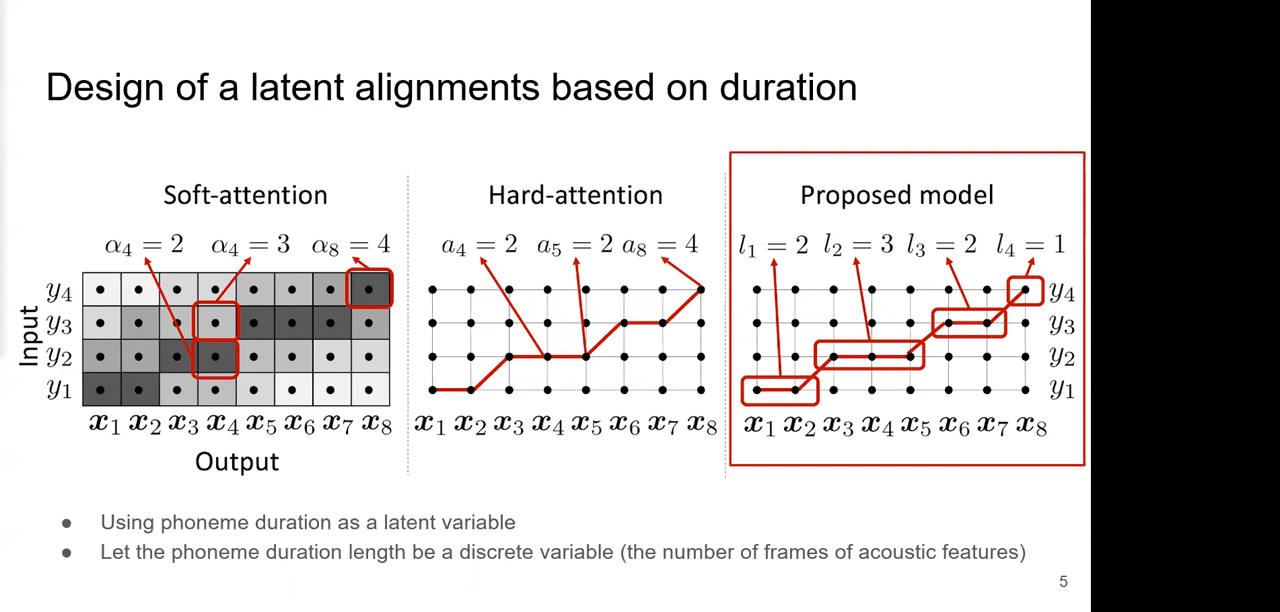 Design of a latent alignments based on duration
Soft-attention
α₄ = 2 α₄ = 3 α₈ = 4
Input
y₄
y₃
y₂
y₁
x₁ x₂ x₃ x₄ x₅ x₆ x₇ x₈
Output
Hard-attention
a₄ = 2 a₅ = 2 a₈ = 4
x₁ x₂ x₃ x₄ x₅ x₆ x₇ x₈
Proposed model
l₁ = 2 l₂ = 3 l₃ = 2 l₄ = 1
y₄
y₃
y₂
y₁
x₁ x₂ x₃ x₄ x₅ x₆ x₇ x₈
● Using phoneme duration as a latent variable
● Let the phoneme duration length be a discrete variable (the number of frames of acoustic features)
5